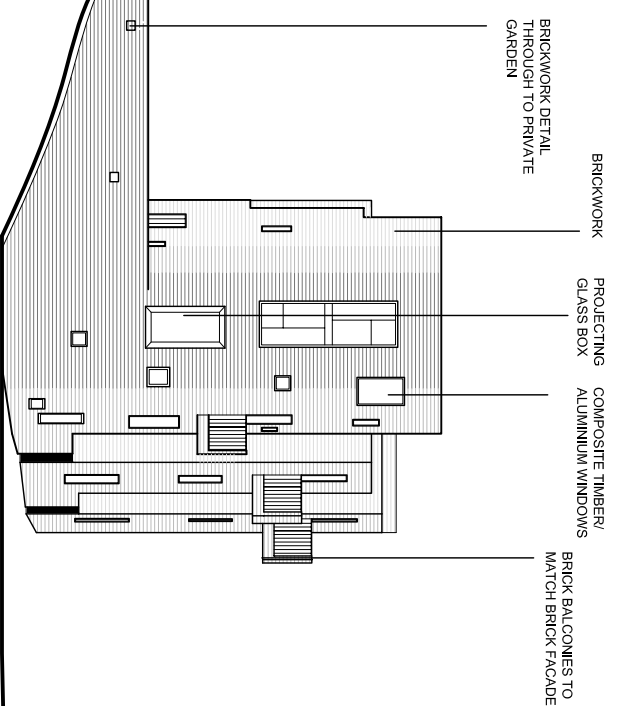 BRICKWORK DETAIL
THROUGH TO PRIVATE
GARDEN
BRICKWORK
PROJECTING
GLASS BOX
COMPOSITE TIMBER/
ALUMINIUM WINDOWS
BRICK BALCONIES TO
MATCH BRICK FACADE